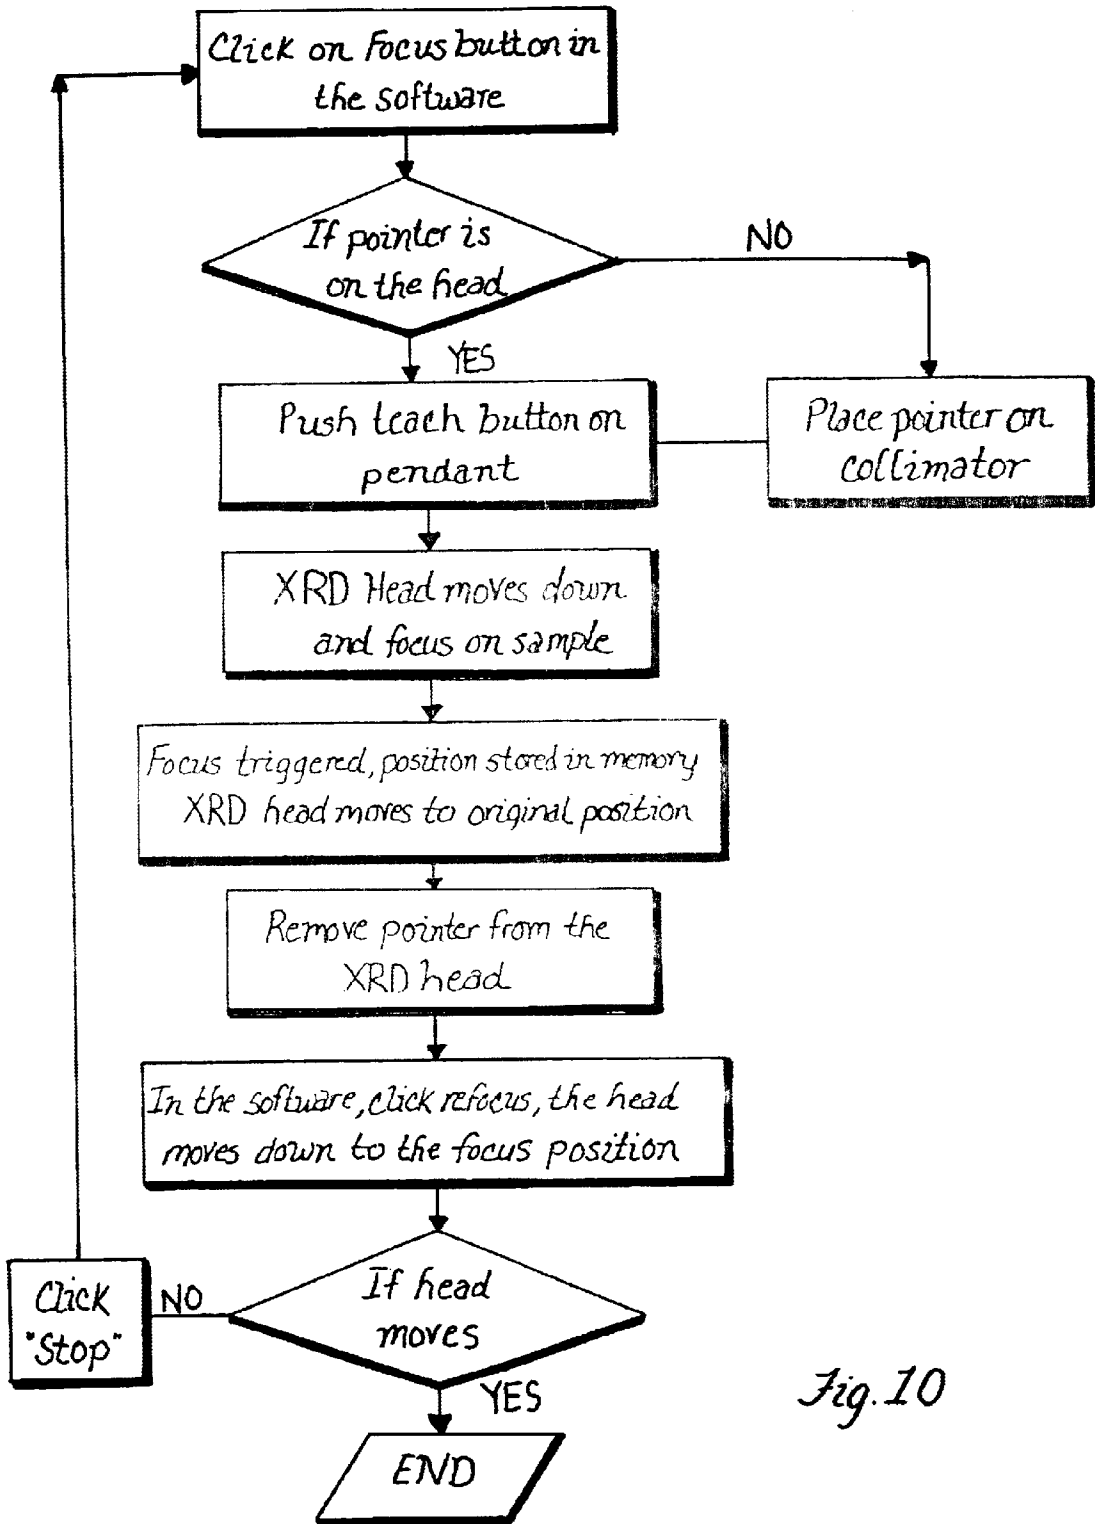 Click on Focus button in
the software
If pointer is
on the head
NO
YES
Push teach button on
pendant
Place pointer on
collimator
XRD Head moves down
and focus on sample
Focus triggered, position stored in memory
XRD head moves to original position
Remove pointer from the
XRD head
In the software, click refocus, the head
moves down to the focus position
If head
moves
NO
Click
"Stop"
YES
END
Fig. 10